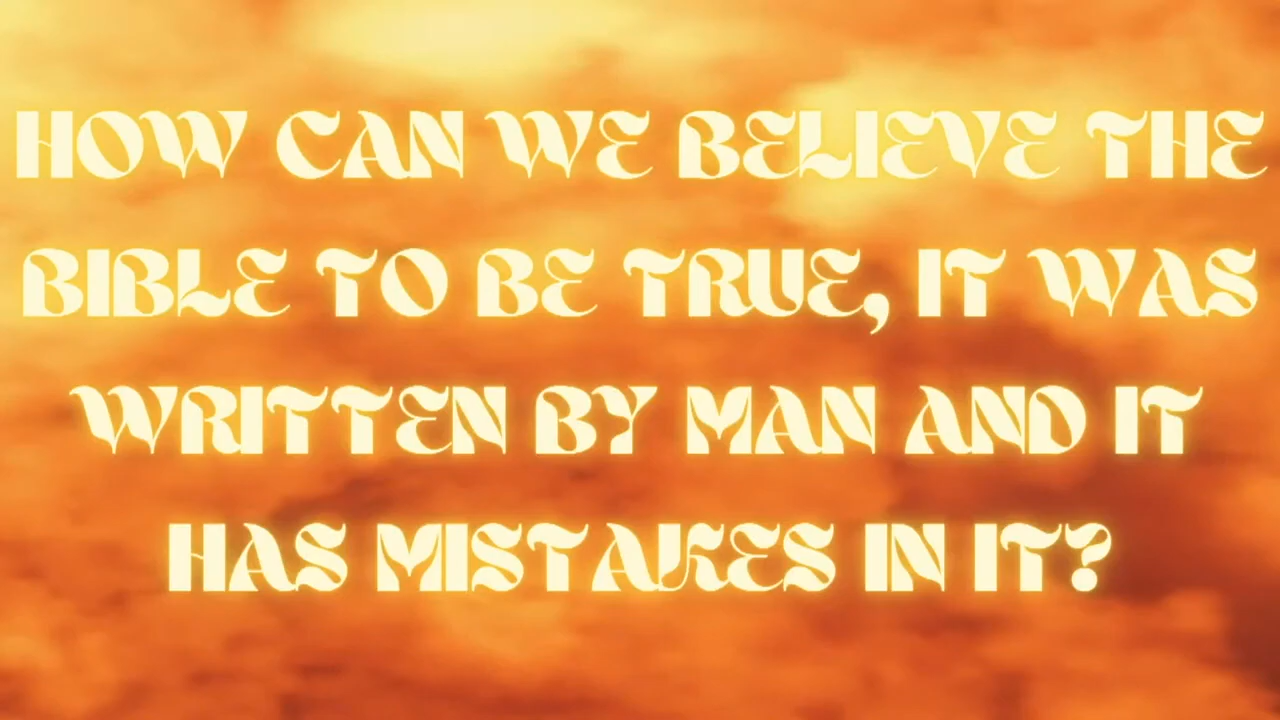 HOW CAN WE BELIEVE THE
BIBLE TO BE TRUE, IT WAS
WRITTEN BY MAN AND IT
HAS MISTAKES IN IT?